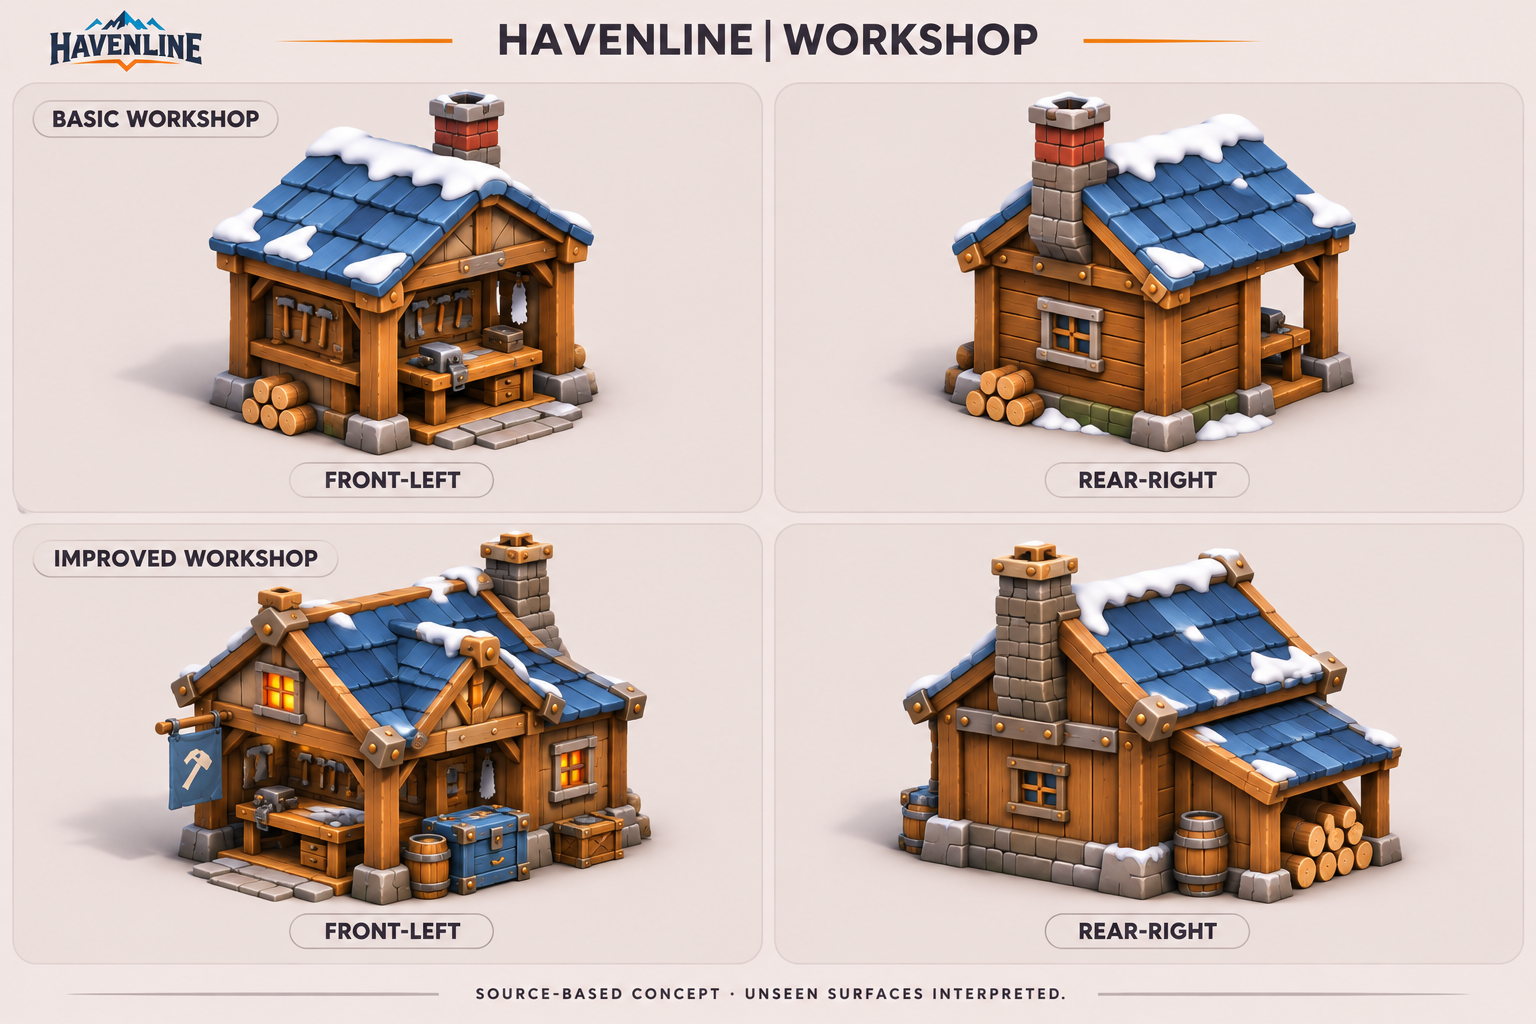 HAVENLINE
HAVENLINE | WORKSHOP
BASIC WORKSHOP
FRONT-LEFT
REAR-RIGHT
IMPROVED WORKSHOP
FRONT-LEFT
REAR-RIGHT
SOURCE-BASED CONCEPT · UNSEEN SURFACES INTERPRETED.